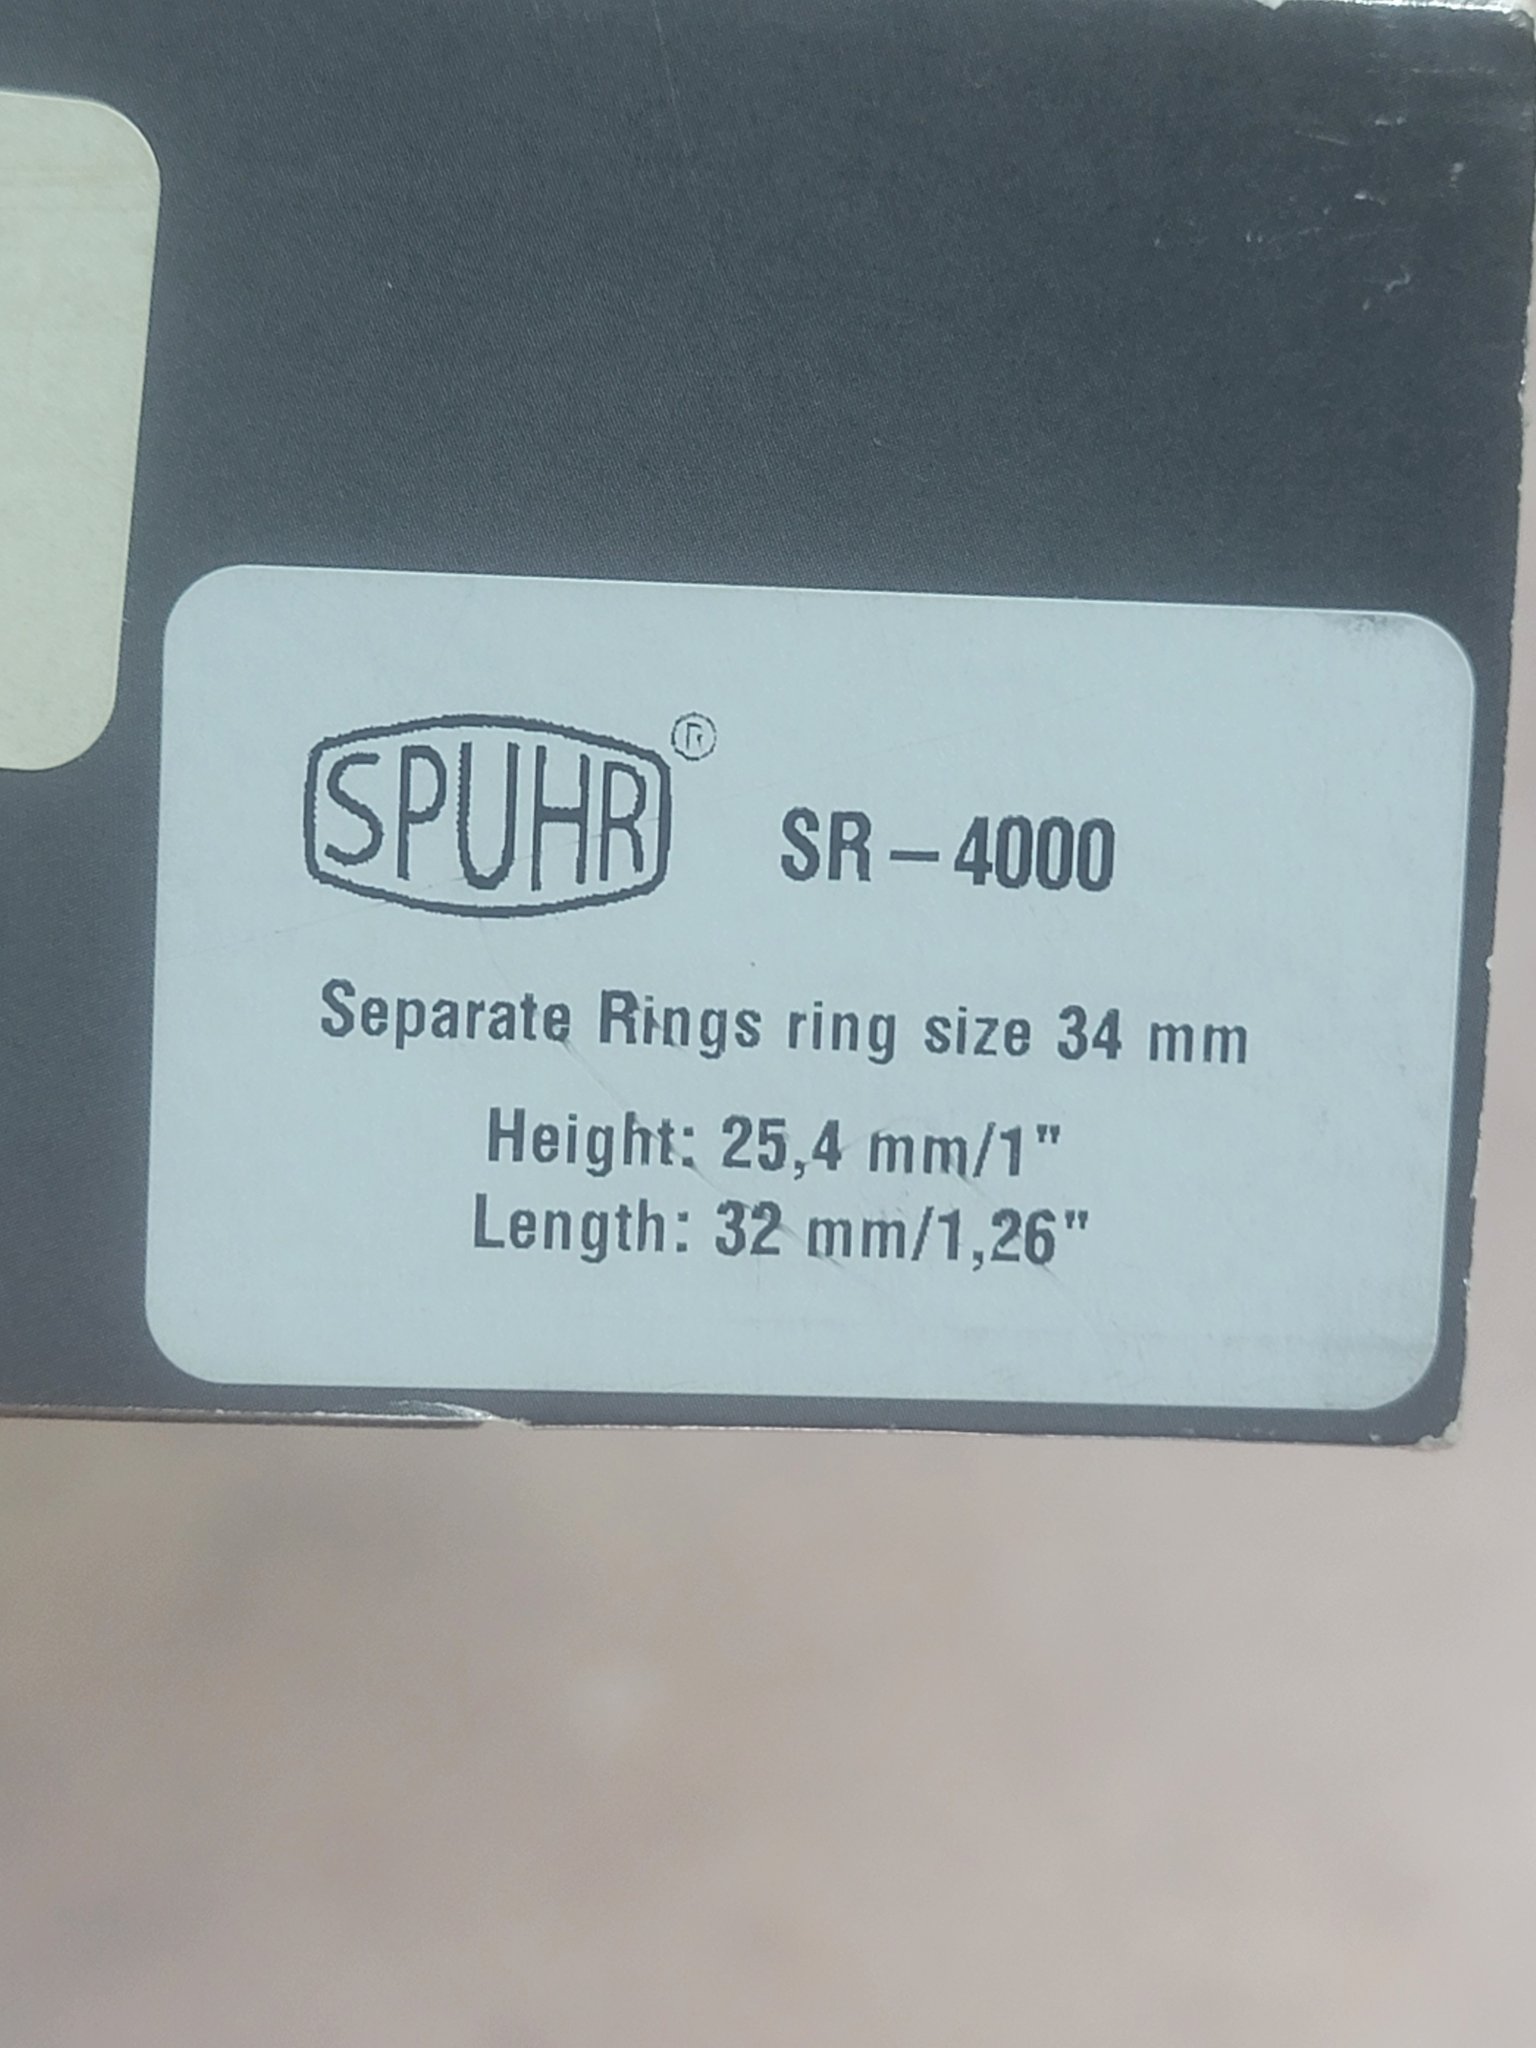 SPUHR® SR-4000
Separate Rings ring size 34 mm
Height: 25,4 mm/1"
Length: 32 mm/1,26"